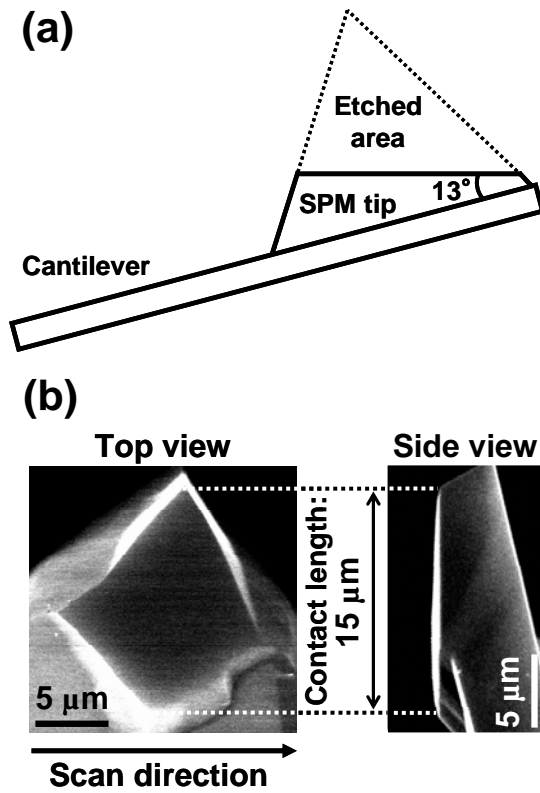 (a)
Etched
area
13°
SPM tip
Cantilever
(b)
Top view
Side view
Contact length::
15 μm
5 μm
5 μm
Scan direction